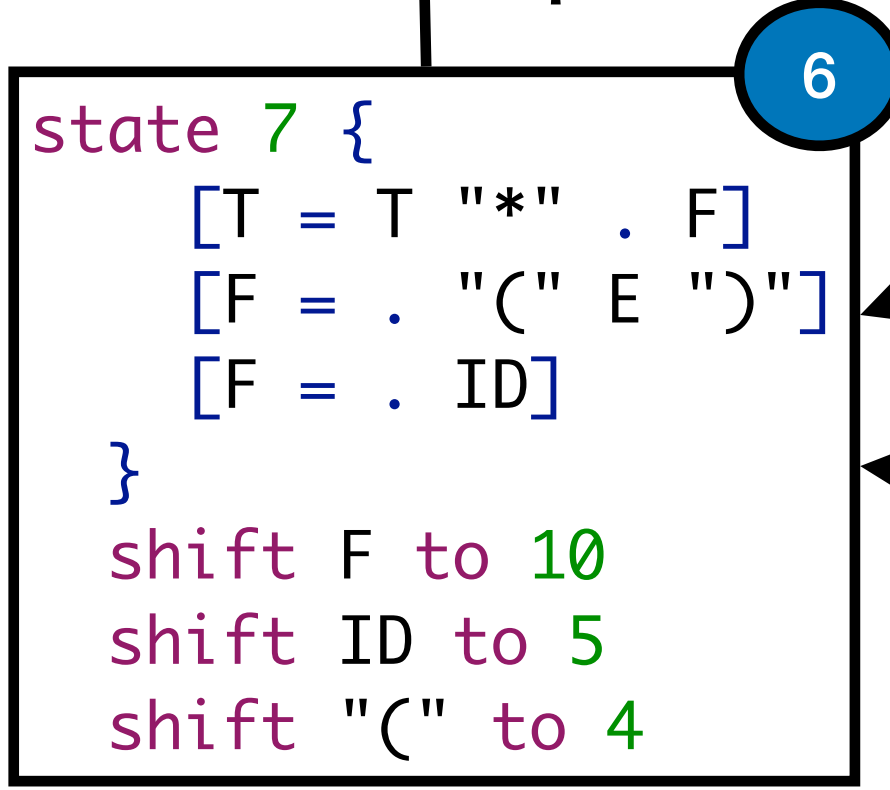 6
state 7 {
[T = T "*" . F]
[F = . "(" E ")"]
[F = . ID]
}
shift F to 10
shift ID to 5
shift "(" to 4